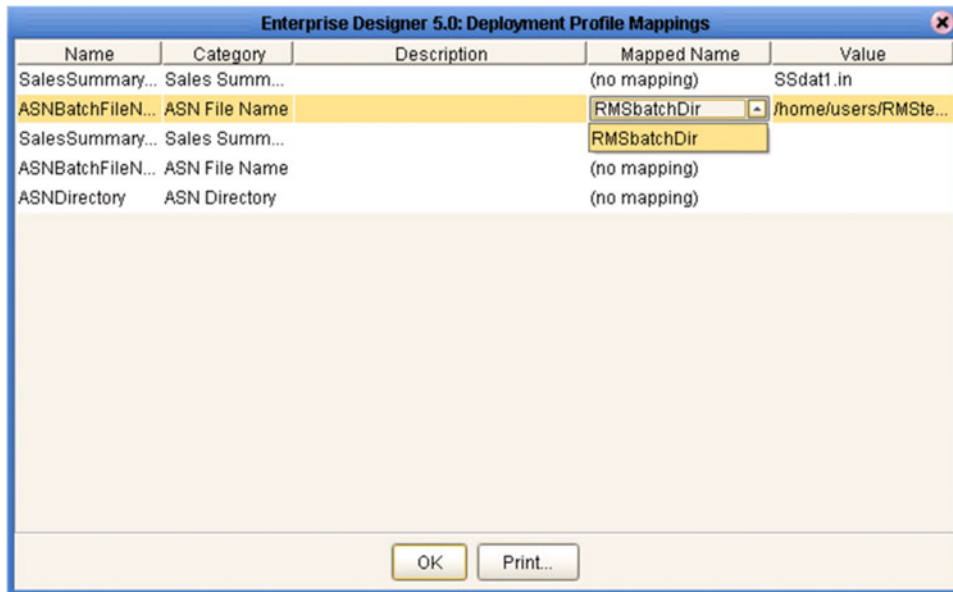 Enterprise Designer 5.0: Deployment Profile Mappings
Name Category Description Mapped Name Value
SalesSummary... Sales Summ... (no mapping) SSdat1.in
ASNBatchFileN... ASN File Name RMSbatchDir /home/users/RMSte...
SalesSummary... Sales Summ... RMSbatchDir
ASNBatchFileN... ASN File Name (no mapping)
ASNDirectory ASN Directory (no mapping)
OK Print...